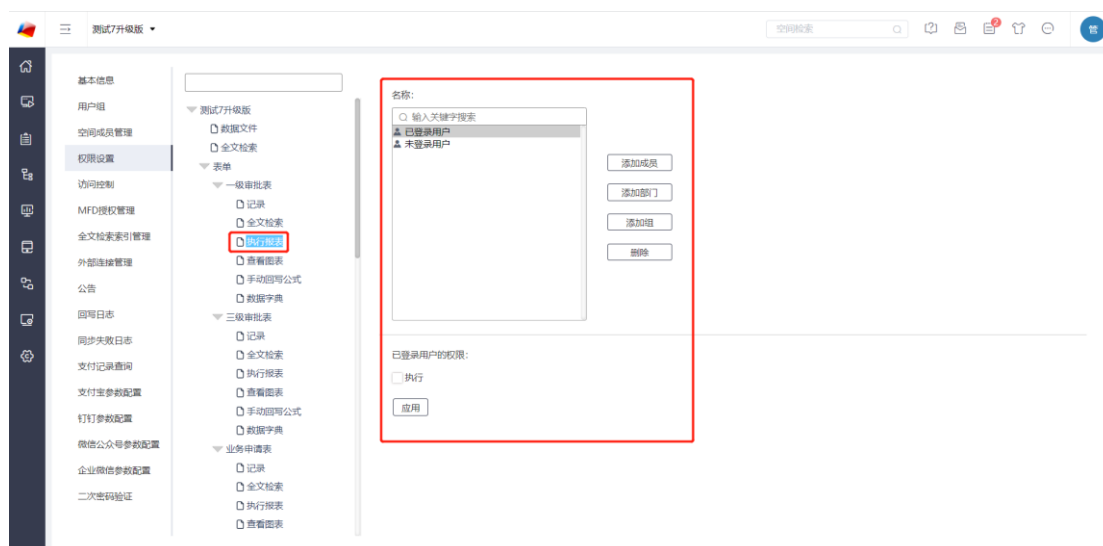 测试7升级版
空间检索
2
管
基本信息
用户组
空间成员管理
权限设置
访问控制
MFD授权管理
全文检索索引管理
外部连接管理
公告
回写日志
同步失败日志
支付记录查询
支付宝参数配置
钉钉参数配置
微信公众号参数配置
企业微信参数配置
二次密码验证
测试7升级版
数据文件
全文检索
表单
一级审批表
记录
全文检索
执行报表
查看图表
手动回写公式
数据字典
三级审批表
记录
全文检索
执行报表
查看图表
手动回写公式
数据字典
业务申请表
记录
全文检索
执行报表
查看图表
名称:
输入关键字搜索
已登录用户
未登录用户
添加成员
添加部门
添加组
删除
已登录用户的权限:
执行
应用